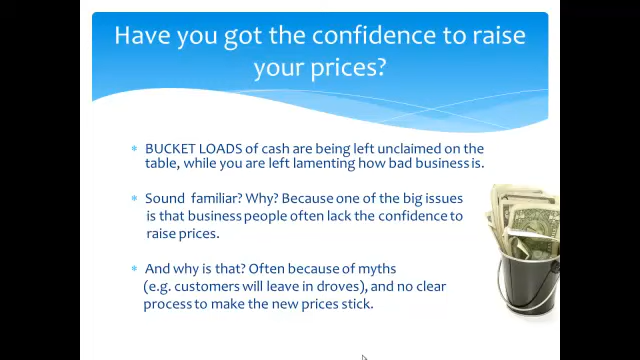 Have you got the confidence to raise
your prices?
* BUCKET LOADS of cash are being left unclaimed on the
table, while you are left lamenting how bad business is.
* Sound familiar? Why? Because one of the big issues
is that business people often lack the confidence to
raise prices.
* And why is that? Often because of myths
(e.g. customers will leave in droves), and no clear
process to make the new prices stick.